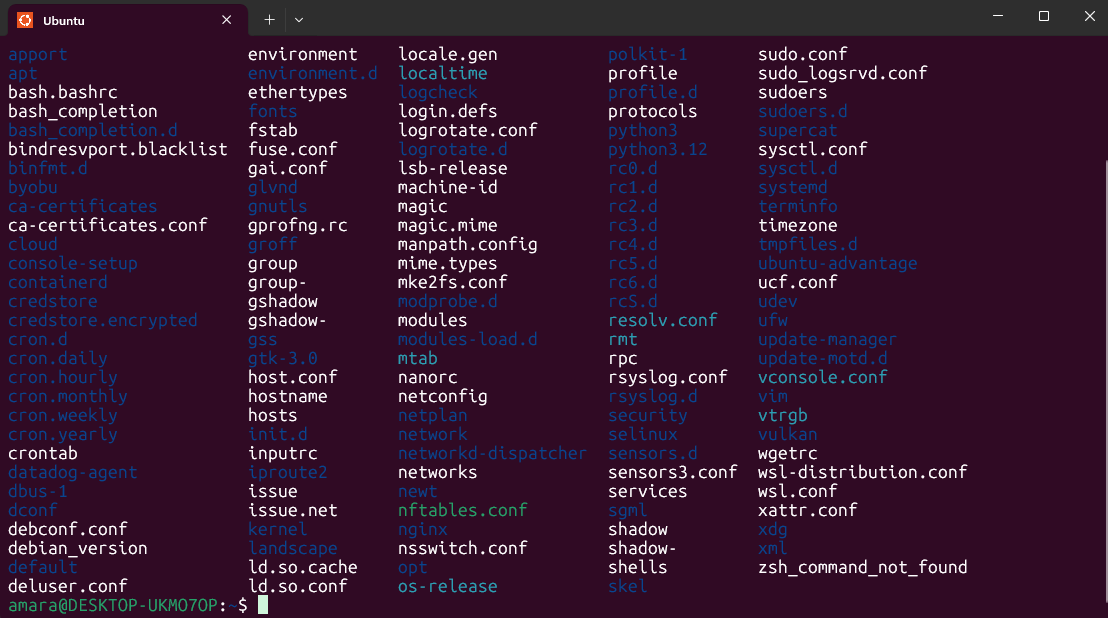 Ubuntu
apport environment locale.gen polkit-1 sudo.conf
apt environment.d localtime profile sudo_logsrvd.conf
bash.bashrc ethertypes logcheck profile.d sudoers
bash_completion fonts login.defs protocols sudoers.d
bash_completion.d fstab logrotate.conf python3 supercat
bindresvport.blacklist fuse.conf logrotate.d python3.12 sysctl.conf
binfmt.d gai.conf lsb-release rc0.d sysctl.d
byobu glvnd machine-id rc1.d systemd
ca-certificates gnutls magic rc2.d terminfo
ca-certificates.conf gprofng.rc magic.mime rc3.d timezone
cloud groff manpath.config rc4.d tmpfiles.d
console-setup group mime.types rc5.d ubuntu-advantage
containerd group- mke2fs.conf rc6.d ucf.conf
credstore gshadow modprobe.d rcS.d udev
credstore.encrypted gshadow- modules resolv.conf ufw
cron.d gss modules-load.d rmt update-manager
cron.daily gtk-3.0 mtab rpc update-motd.d
cron.hourly host.conf nanorc rsyslog.conf vconsole.conf
cron.monthly hostname netconfig rsyslog.d vim
cron.weekly hosts netplan security vtrgb
cron.yearly init.d network selinux vulkan
crontab inputrc networkd-dispatcher sensors.d wgetrc
datadog-agent iproute2 networks sensors3.conf wsl-distribution.conf
dbus-1 issue newt services wsl.conf
dconf issue.net nftables.conf sgml xattr.conf
debconf.conf kernel nginx shadow xdg
debian_version landscape nsswitch.conf shadow- xml
default ld.so.cache opt shells zsh_command_not_found
deluser.conf ld.so.conf os-release skel
amara@DESKTOP-UKMO7OP:~$